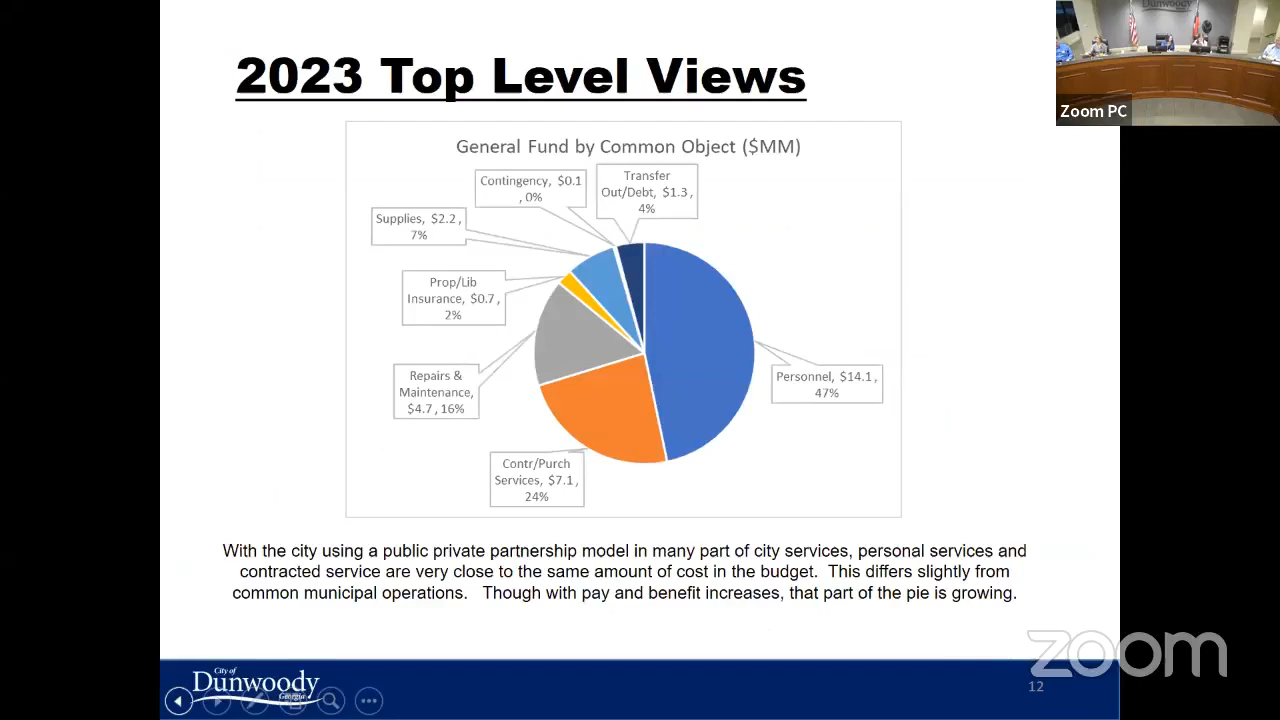 Dunwoody
Zoom PC
2023 Top Level Views
General Fund by Common Object ($MM)
Contingency, $0.1
, 0%
Transfer
Out/Debt, $1.3 ,
4%
Supplies, $2.2 ,
7%
Prop/Lib
Insurance, $0.7 ,
2%
Repairs &
Maintenance,
$4.7 , 16%
Contr/Purch
Services, $7.1 ,
24%
Personnel, $14.1 ,
47%
With the city using a public private partnership model in many part of city services, personal services and
contracted service are very close to the same amount of cost in the budget.  This differs slightly from
common municipal operations.   Though with pay and benefit increases, that part of the pie is growing.
zoom
City of
Dunwoody
Georgia
12